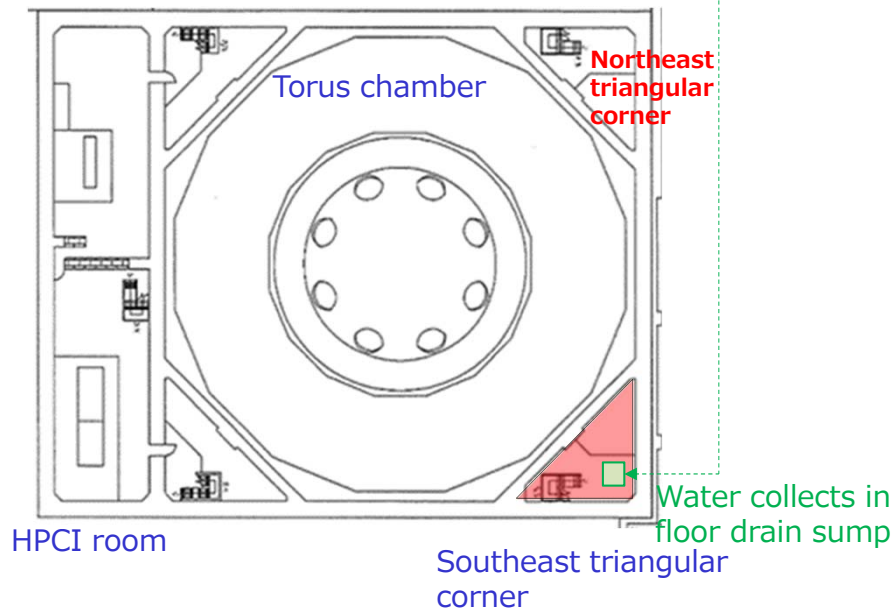 Northeast
triangular
corner
Torus chamber
Water collects in
floor drain sump
HPCI room
Southeast triangular
corner